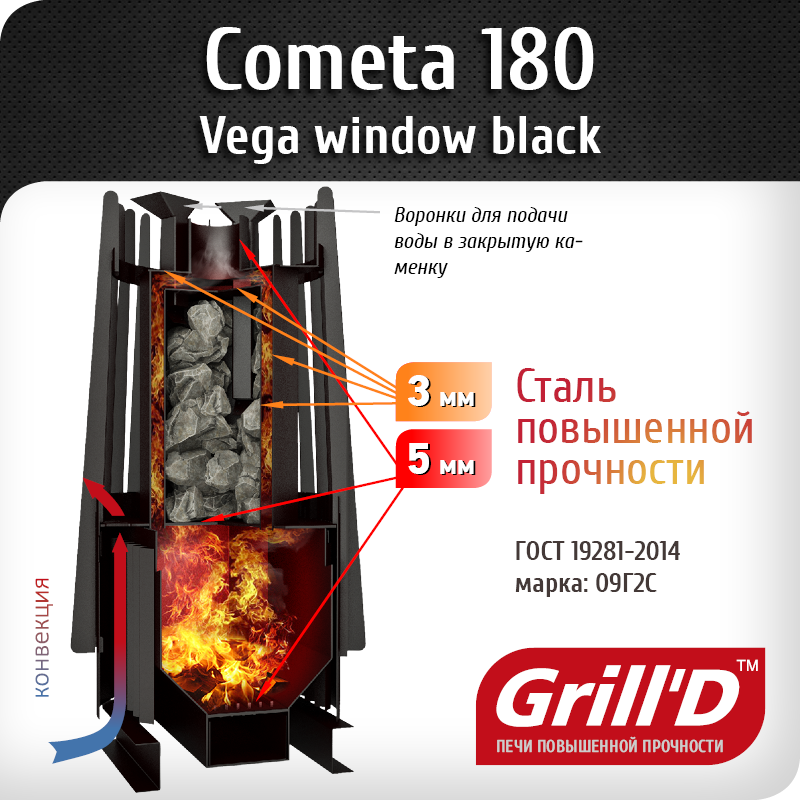 Cometa 180
Vega window black
Воронки для подачи
воды в закрытую ка-
менку
3 мм
5 мм
Сталь
повышенной
прочности
ГОСТ 19281-2014
марка: 09Г2С
конвекция
Grill'D™
ПЕЧИ ПОВЫШЕННОЙ ПРОЧНОСТИ